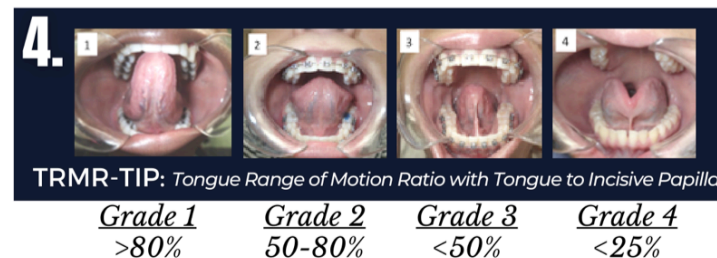 4.
1 2 3 4
TRMR-TIP: Tongue Range of Motion Ratio with Tongue to Incisive Papilla
Grade 1 Grade 2 Grade 3 Grade 4
>80% 50-80% <50% <25%